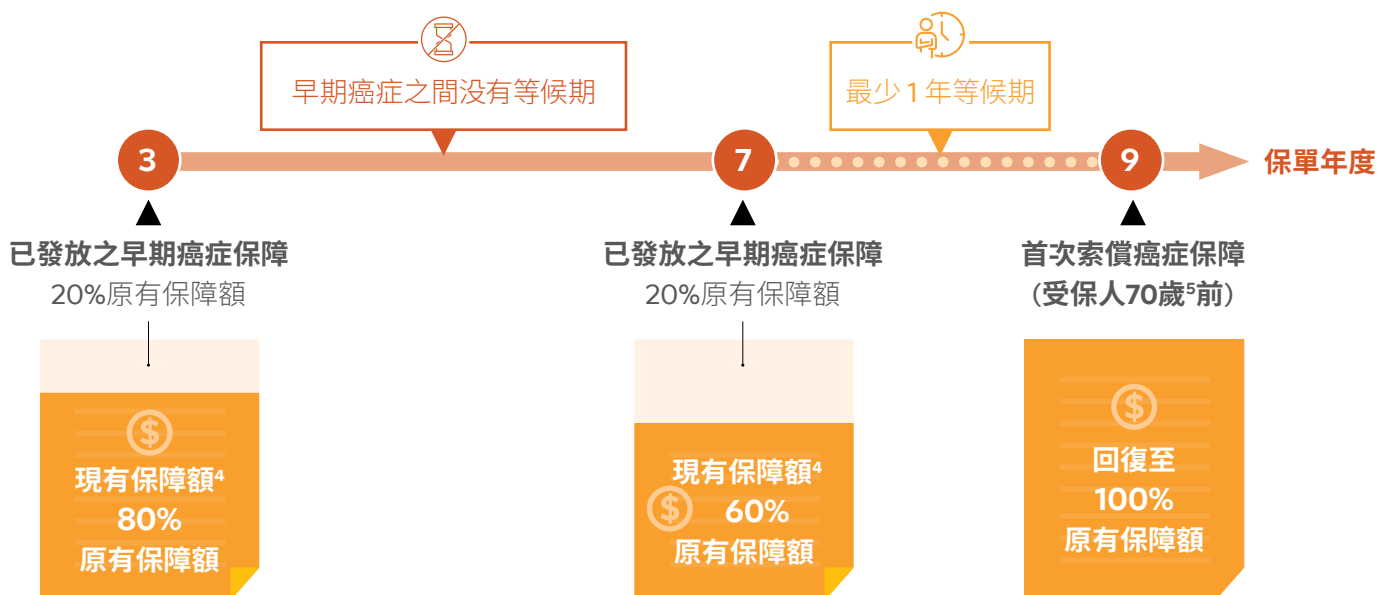 早期癌症之間没有等候期
最少 1 年等候期
3
7
9
保單年度
已發放之早期癌症保障
20%原有保障額
已發放之早期癌症保障
20%原有保障額
首次索償癌症保障
(受保人70歲5前)
$
現有保障額4
80%
原有保障額
$
現有保障額4
60%
原有保障額
$
回復至
100%
原有保障額